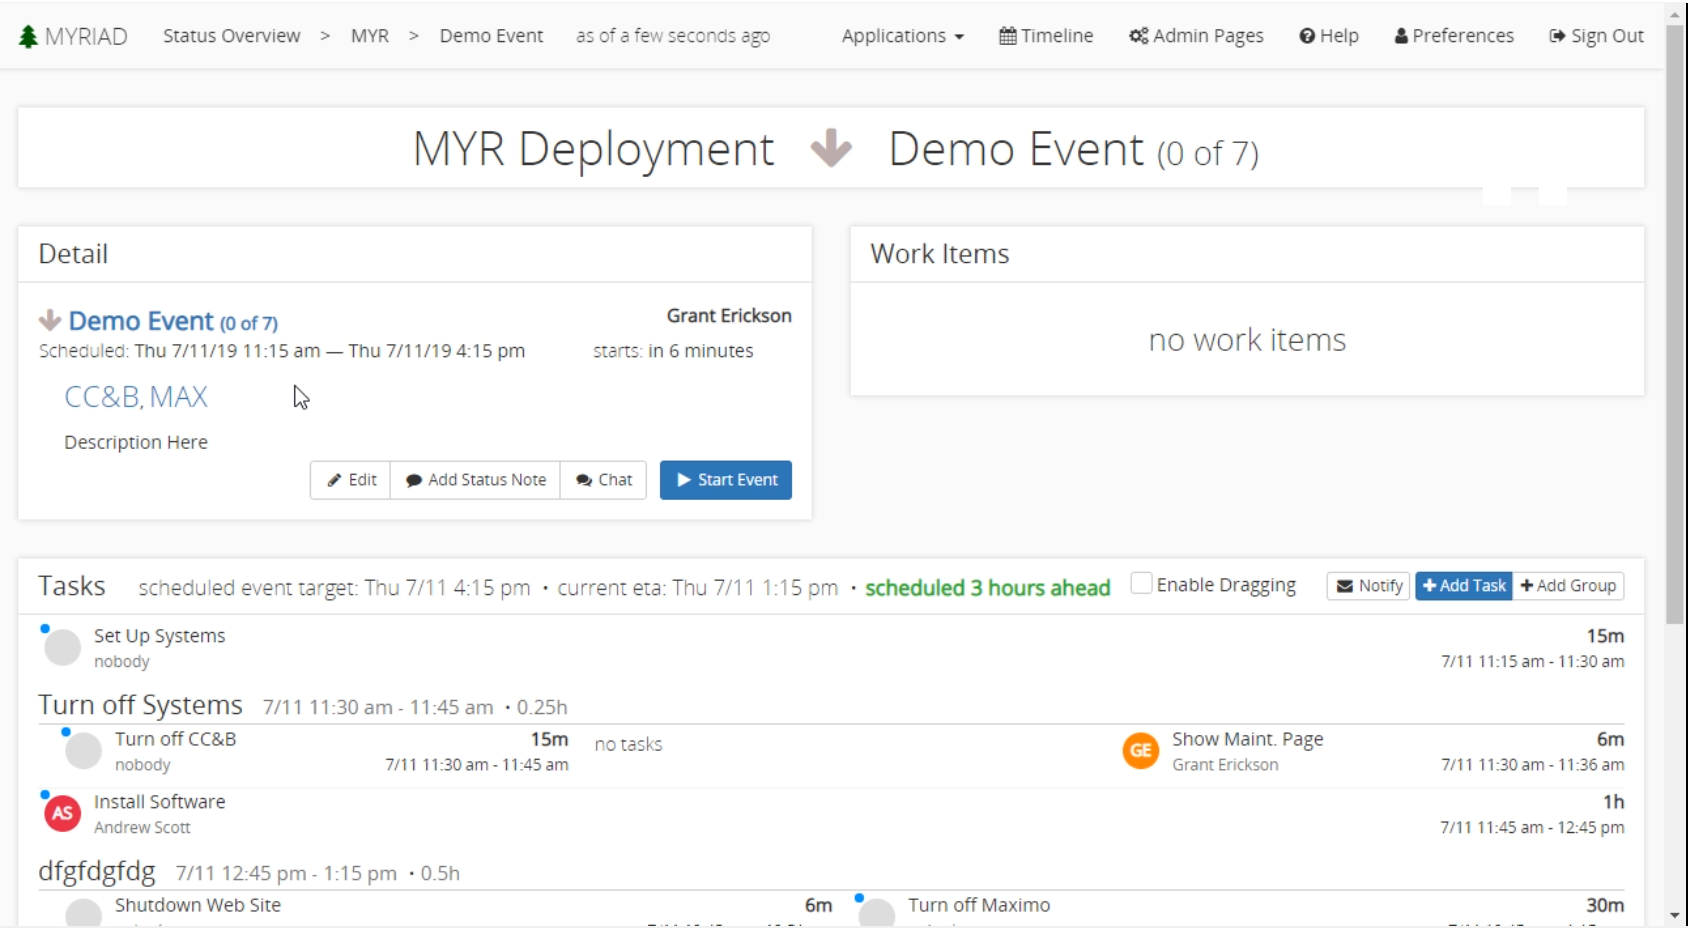 MYRIAD Status Overview > MYR > Demo Event as of a few seconds ago Applications Timeline Admin Pages Help Preferences Sign Out
MYR Deployment Demo Event (0 of 7)
Detail
Demo Event (0 of 7) Grant Erickson
Scheduled: Thu 7/11/19 11:15 am — Thu 7/11/19 4:15 pm starts: in 6 minutes
CC&B, MAX
Description Here
Edit Add Status Note Chat Start Event
Work Items
no work items
Tasks scheduled event target: Thu 7/11 4:15 pm • current eta: Thu 7/11 1:15 pm • scheduled 3 hours ahead Enable Dragging Notify +Add Task +Add Group
Set Up Systems 15m
nobody 7/11 11:15 am - 11:30 am
Turn off Systems 7/11 11:30 am - 11:45 am • 0.25h
Turn off CC&B 15m
nobody 7/11 11:30 am - 11:45 am
no tasks
GE Show Maint. Page 6m
Grant Erickson 7/11 11:30 am - 11:36 am
AS Install Software 1h
Andrew Scott 7/11 11:45 am - 12:45 pm
dfgfdgfdg 7/11 12:45 pm - 1:15 pm • 0.5h
Shutdown Web Site 6m
Turn off Maximo 30m